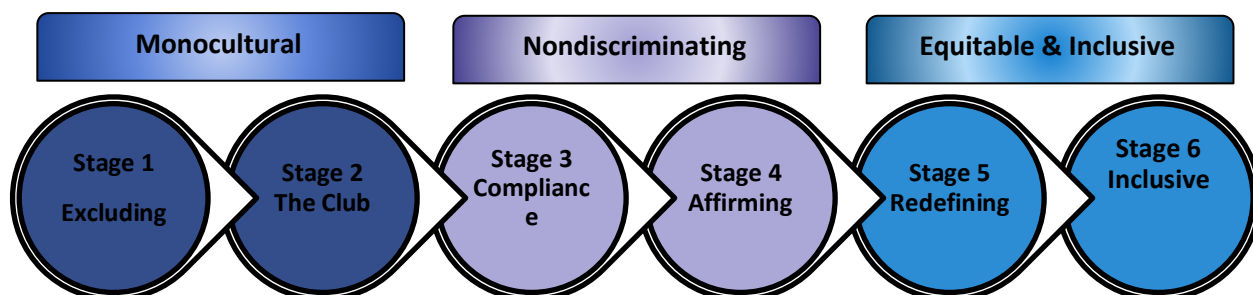 Monocultural
Nondiscriminating
Equitable & Inclusive
Stage 1
Excluding
Stage 2
The Club
Stage 3
Complianc
e
Stage 4
Affirming
Stage 5
Redefining
Stage 6
Inclusive